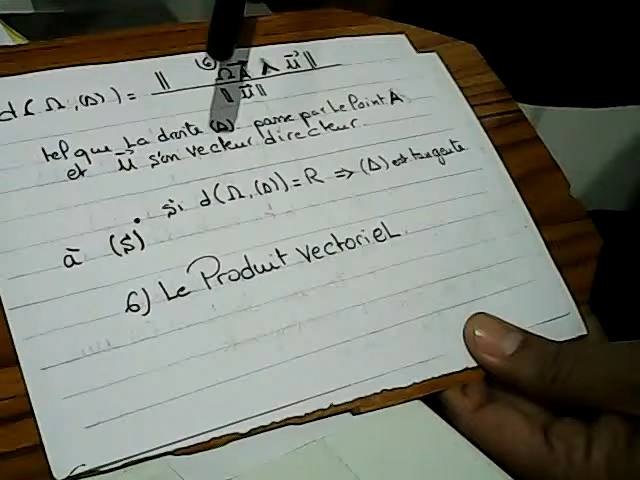 d(Ω,(Δ)) = ‖ΩA⃗ ∧ u⃗‖ / ‖u⃗‖
(6)
tel que La droite (Δ) passe par Le Point A
et u⃗ s'on vecteur directeur.
• si d(Ω,(Δ)) = R ⇒ (Δ) est tangente
à (S)
6) Le Produit vectorieL.